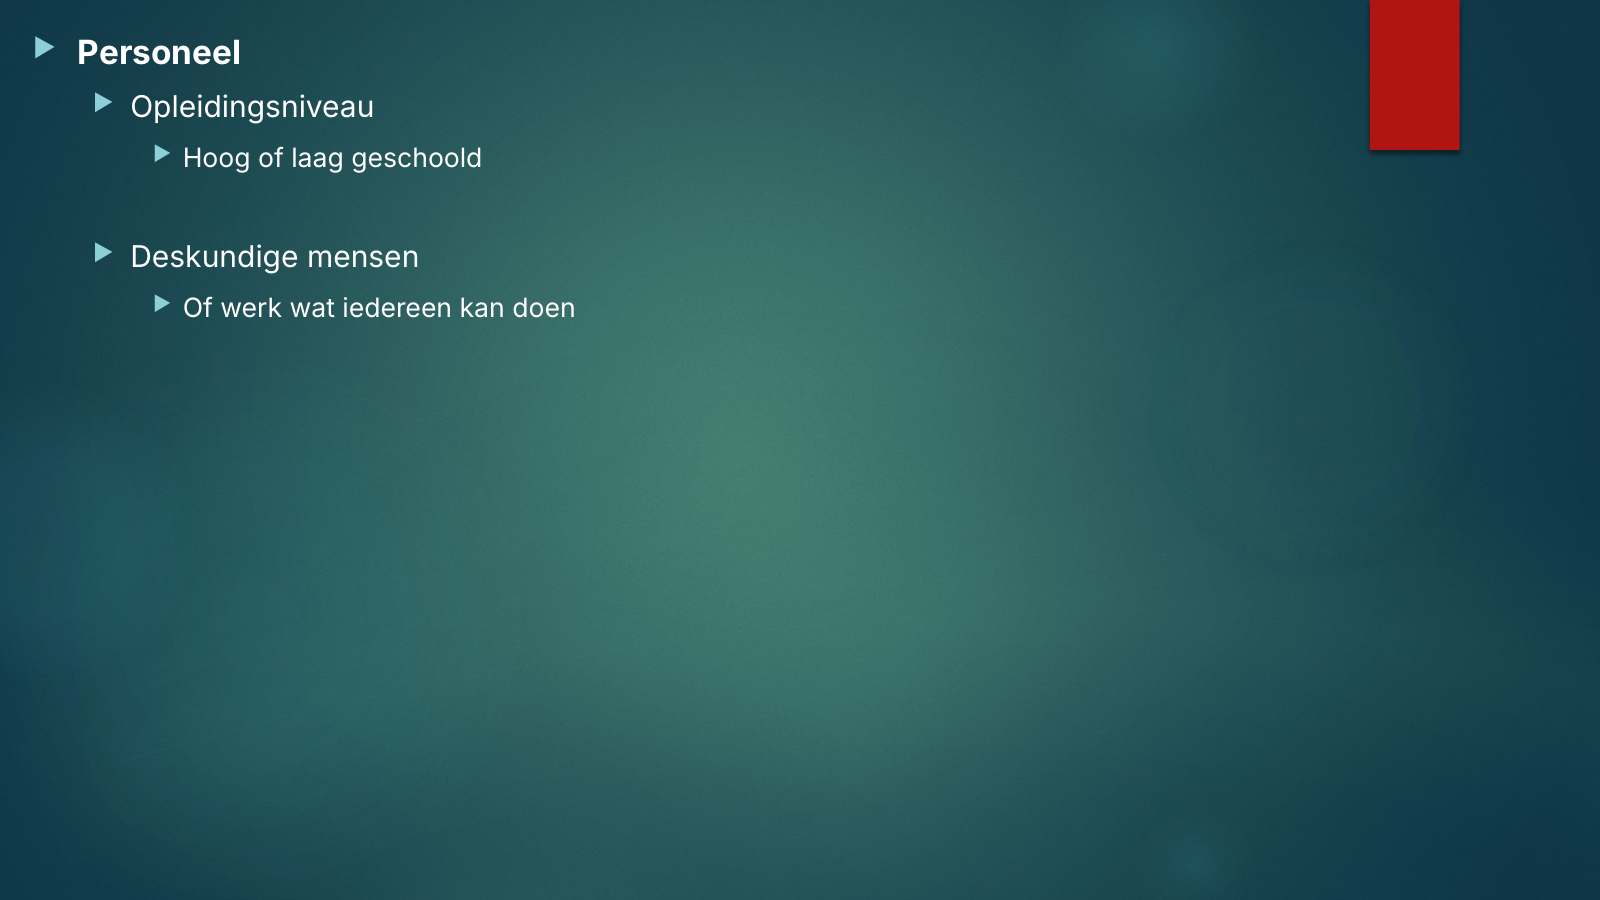 Personeel
Opleidingsniveau
Hoog of laag geschoold
Deskundige mensen
Of werk wat iedereen kan doen